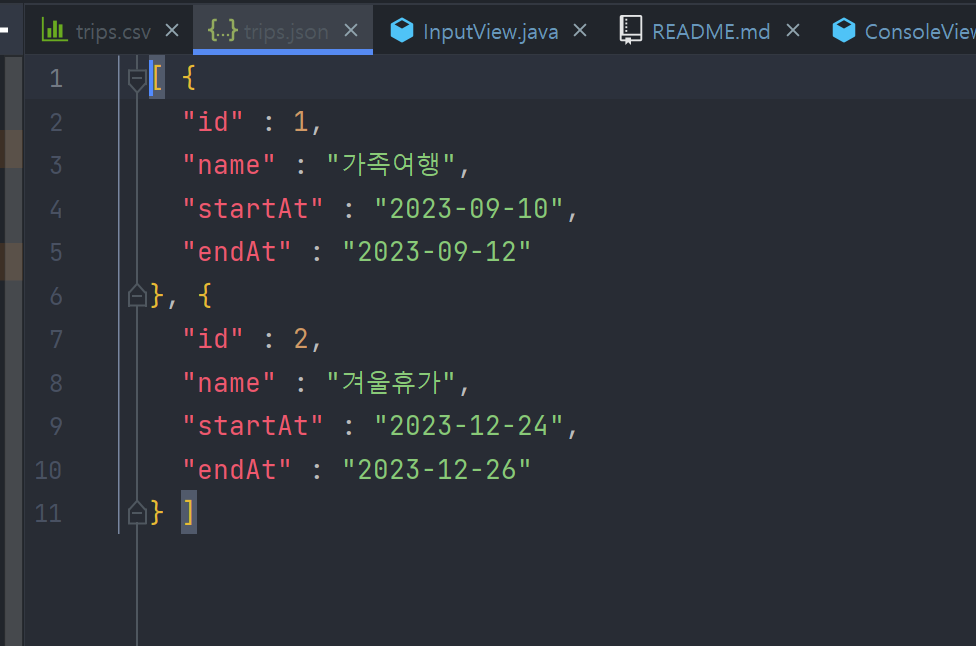 trips.csv trips.json InputView.java README.md ConsoleView
1 [ {
2 "id" : 1,
3 "name" : "가족여행",
4 "startAt" : "2023-09-10",
5 "endAt" : "2023-09-12"
6 }, {
7 "id" : 2,
8 "name" : "겨울휴가",
9 "startAt" : "2023-12-24",
10 "endAt" : "2023-12-26"
11 } ]